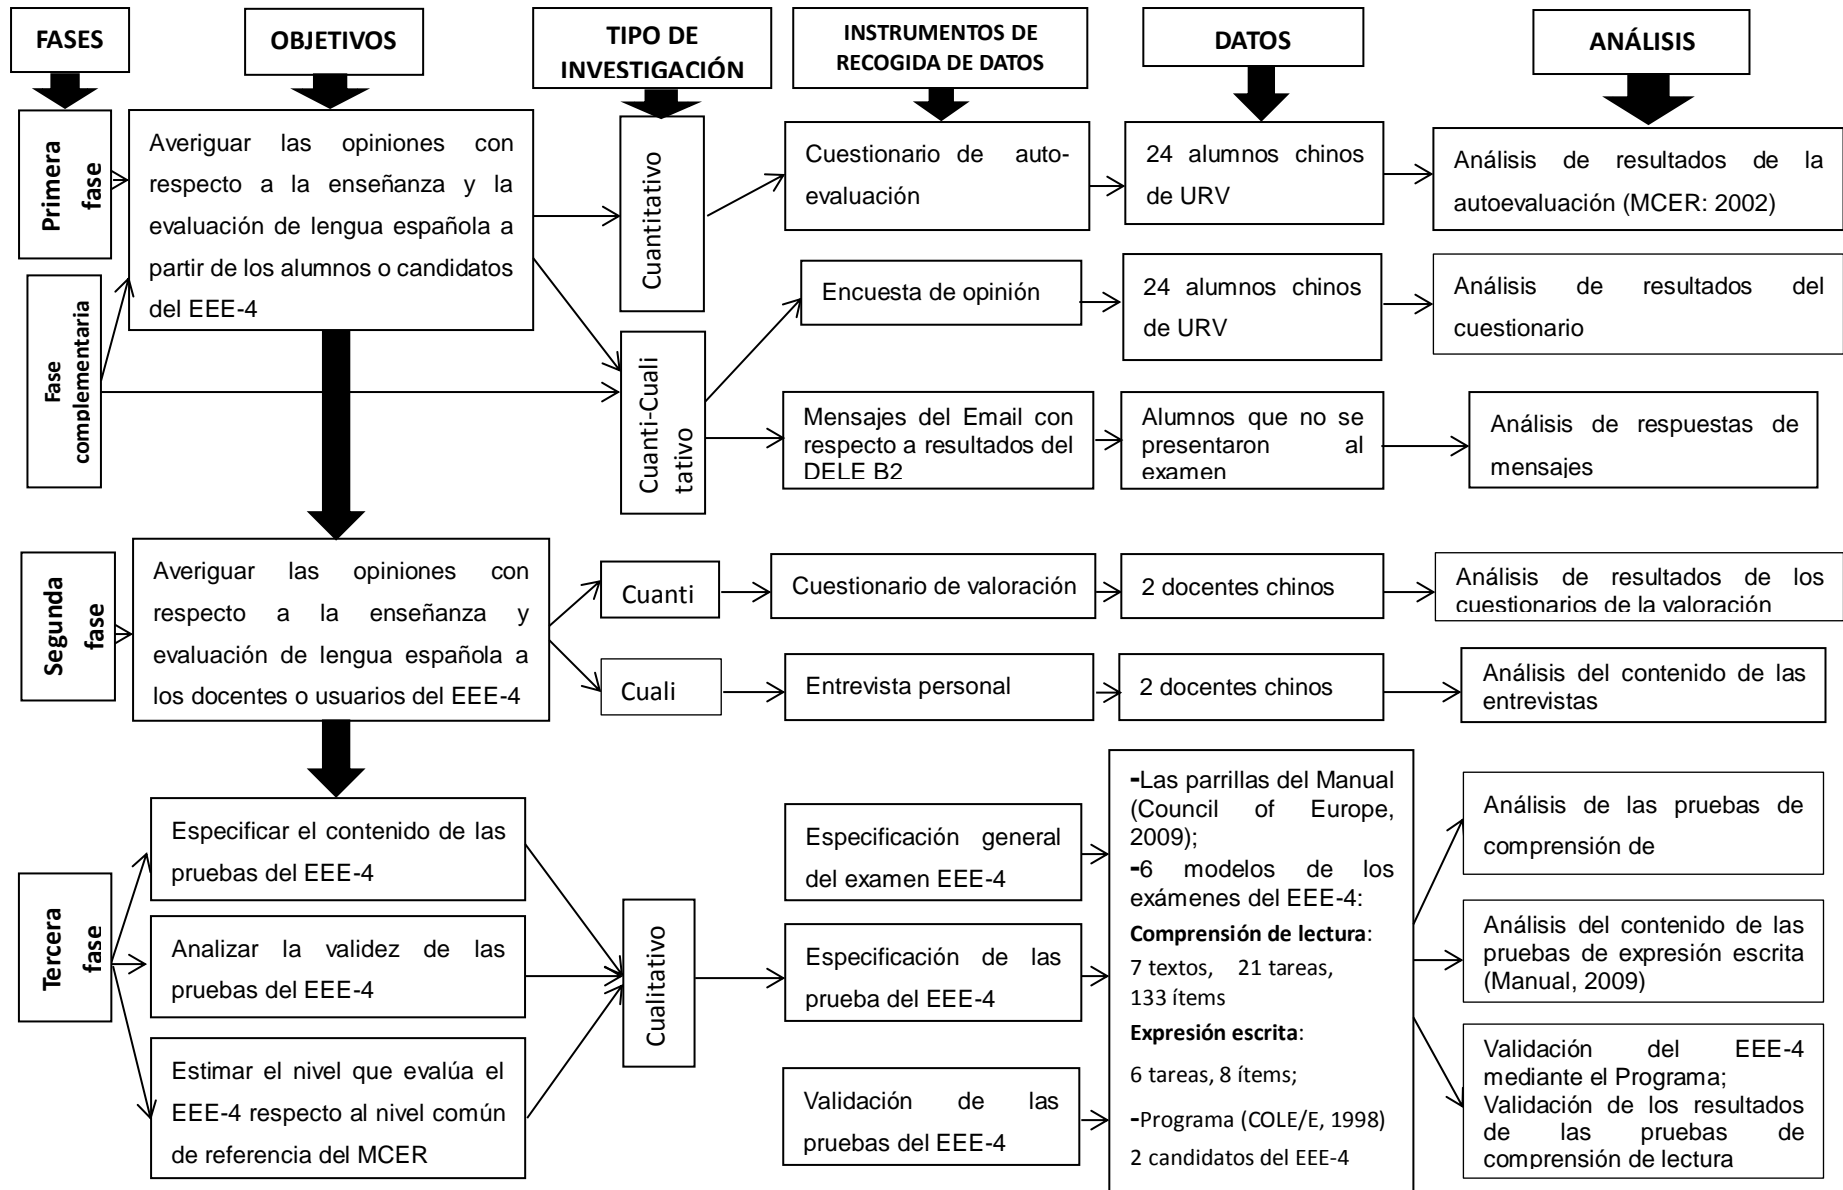 FASES
OBJETIVOS
TIPO DE
INVESTIGACIÓN
INSTRUMENTOS DE
RECOGIDA DE DATOS
DATOS
ANÁLISIS
Primera
fase
Averiguar las opiniones con
respecto a la enseñanza y la
evaluación de lengua española a
partir de los alumnos o candidatos
del EEE-4
Cuantitativo
Cuestionario de auto-
evaluación
24 alumnos chinos
de URV
Análisis de resultados de la
autoevaluación (MCER: 2002)
Fase
complementaria
Cuanti-Cuali
tativo
Encuesta de opinión
24 alumnos chinos
de URV
Análisis de resultados del
cuestionario
Mensajes del Email con
respecto a resultados del
DELE B2
Alumnos que no se
presentaron al
examen
Análisis de respuestas de
mensajes
Segunda
fase
Averiguar las opiniones con
respecto a la enseñanza y
evaluación de lengua española a
los docentes o usuarios del EEE-4
Cuanti
Cuestionario de valoración
2 docentes chinos
Análisis de resultados de los
cuestionarios de la valoración
Cuali
Entrevista personal
2 docentes chinos
Análisis del contenido de las
entrevistas
Tercera
fase
Especificar el contenido de las
pruebas del EEE-4
Analizar la validez de las
pruebas del EEE-4
Estimar el nivel que evalúa el
EEE-4 respecto al nivel común
de referencia del MCER
Cualitativo
Especificación general
del examen EEE-4
Especificación de las
prueba del EEE-4
Validación de las
pruebas del EEE-4
-Las parrillas del Manual
(Council of Europe,
2009);
-6 modelos de los
exámenes del EEE-4:
Comprensión de lectura:
7 textos, 21 tareas,
133 ítems
Expresión escrita:
6 tareas, 8 ítems;
-Programa (COLE/E, 1998)
2 candidatos del EEE-4
Análisis de las pruebas de
comprensión de
Análisis del contenido de las
pruebas de expresión escrita
(Manual, 2009)
Validación del EEE-4
mediante el Programa;
Validación de los resultados
de las pruebas de
comprensión de lectura